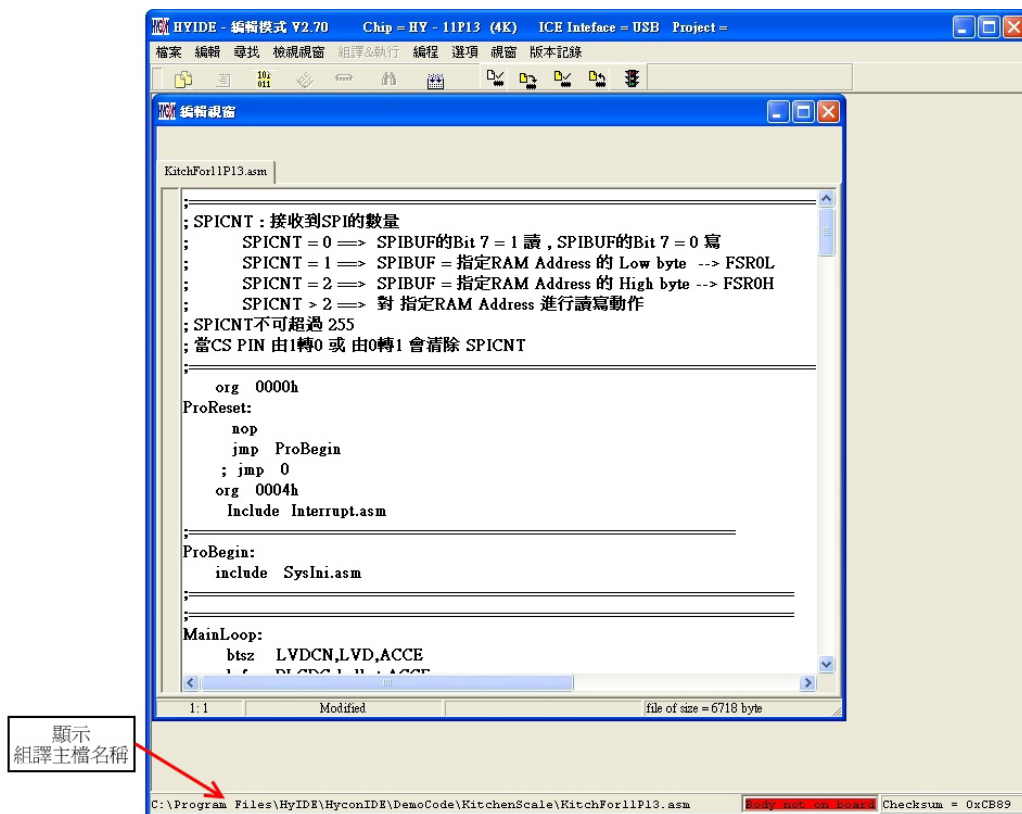 HYIDE - 編輯模式 V2.70 Chip = HY - 11P13 (4K) ICE Inteface = USB Project =
檔案 編輯 尋找 檢視視窗 組譯&執行 編程 選項 視窗 版本記錄
編輯視窗
KitchFor11P13.asm
;==========================================================
; SPICNT : 接收到SPI的數量
; SPICNT = 0 ==> SPIBUF的Bit 7 = 1 讀 , SPIBUF的Bit 7 = 0 寫
; SPICNT = 1 ==> SPIBUF = 指定RAM Address 的 Low byte --> FSR0L
; SPICNT = 2 ==> SPIBUF = 指定RAM Address 的 High byte --> FSR0H
; SPICNT > 2 ==> 對 指定RAM Address 進行讀寫動作
; SPICNT不可超過 255
; 當CS PIN 由1轉0 或 由0轉1 會清除 SPICNT
;==========================================================
org 0000h
ProReset:
nop
jmp ProBegin
; jmp 0
org 0004h
Include Interrupt.asm
;==================================================
ProBegin:
include SysIni.asm
;========================================================
;========================================================
MainLoop:
btsz LVDCN,LVD,ACCE
1:1 Modified file of size = 6718 byte
顯示
組譯主檔名稱
C:\Program Files\HyIDE\HyconIDE\DemoCode\KitchenScale\KitchFor11P13.asm Body not on board Checksum = 0xCB89